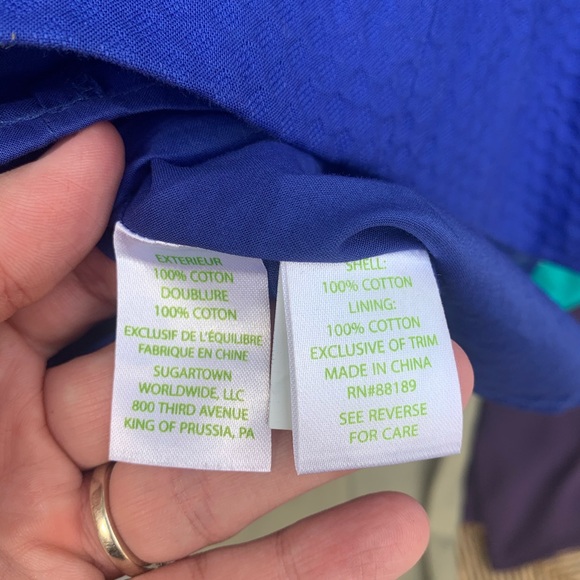 EXTERIEUR
100% COTON
DOUBLURE
100% COTON
EXCLUSIF DE L'ÉQUILIBRE
FABRIQUE EN CHINE
SUGARTOWN
WORLDWIDE, LLC
800 THIRD AVENUE
KING OF PRUSSIA, PA
SHELL:
100% COTTON
LINING:
100% COTTON
EXCLUSIVE OF TRIM
MADE IN CHINA
RN#88189
SEE REVERSE
FOR CARE